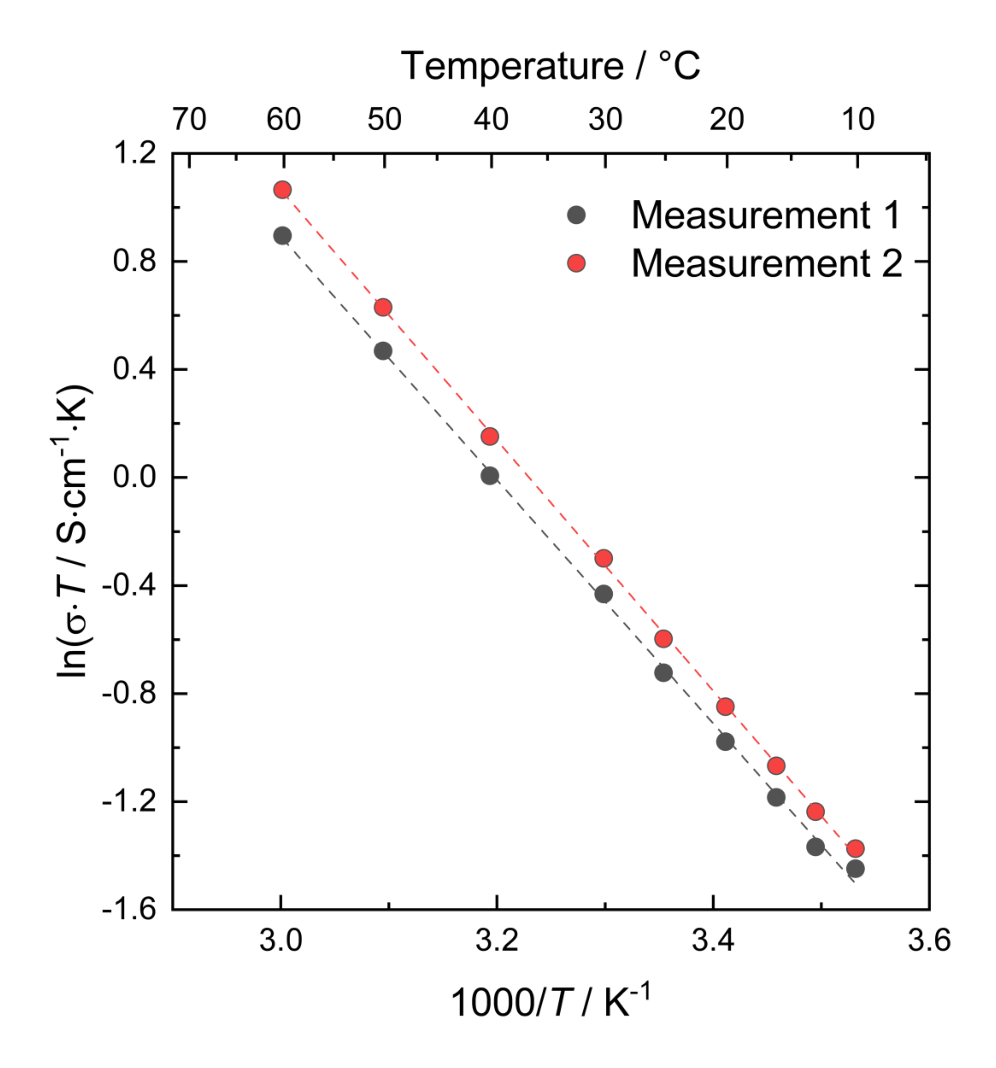 Temperature / °C
70 60 50 40 30 20 10
Measurement 1
Measurement 2
1.2
0.8
0.4
0.0
-0.4
-0.8
-1.2
-1.6
ln(σ·T / S·cm⁻¹·K)
3.0 3.2 3.4 3.6
1000/T / K⁻¹